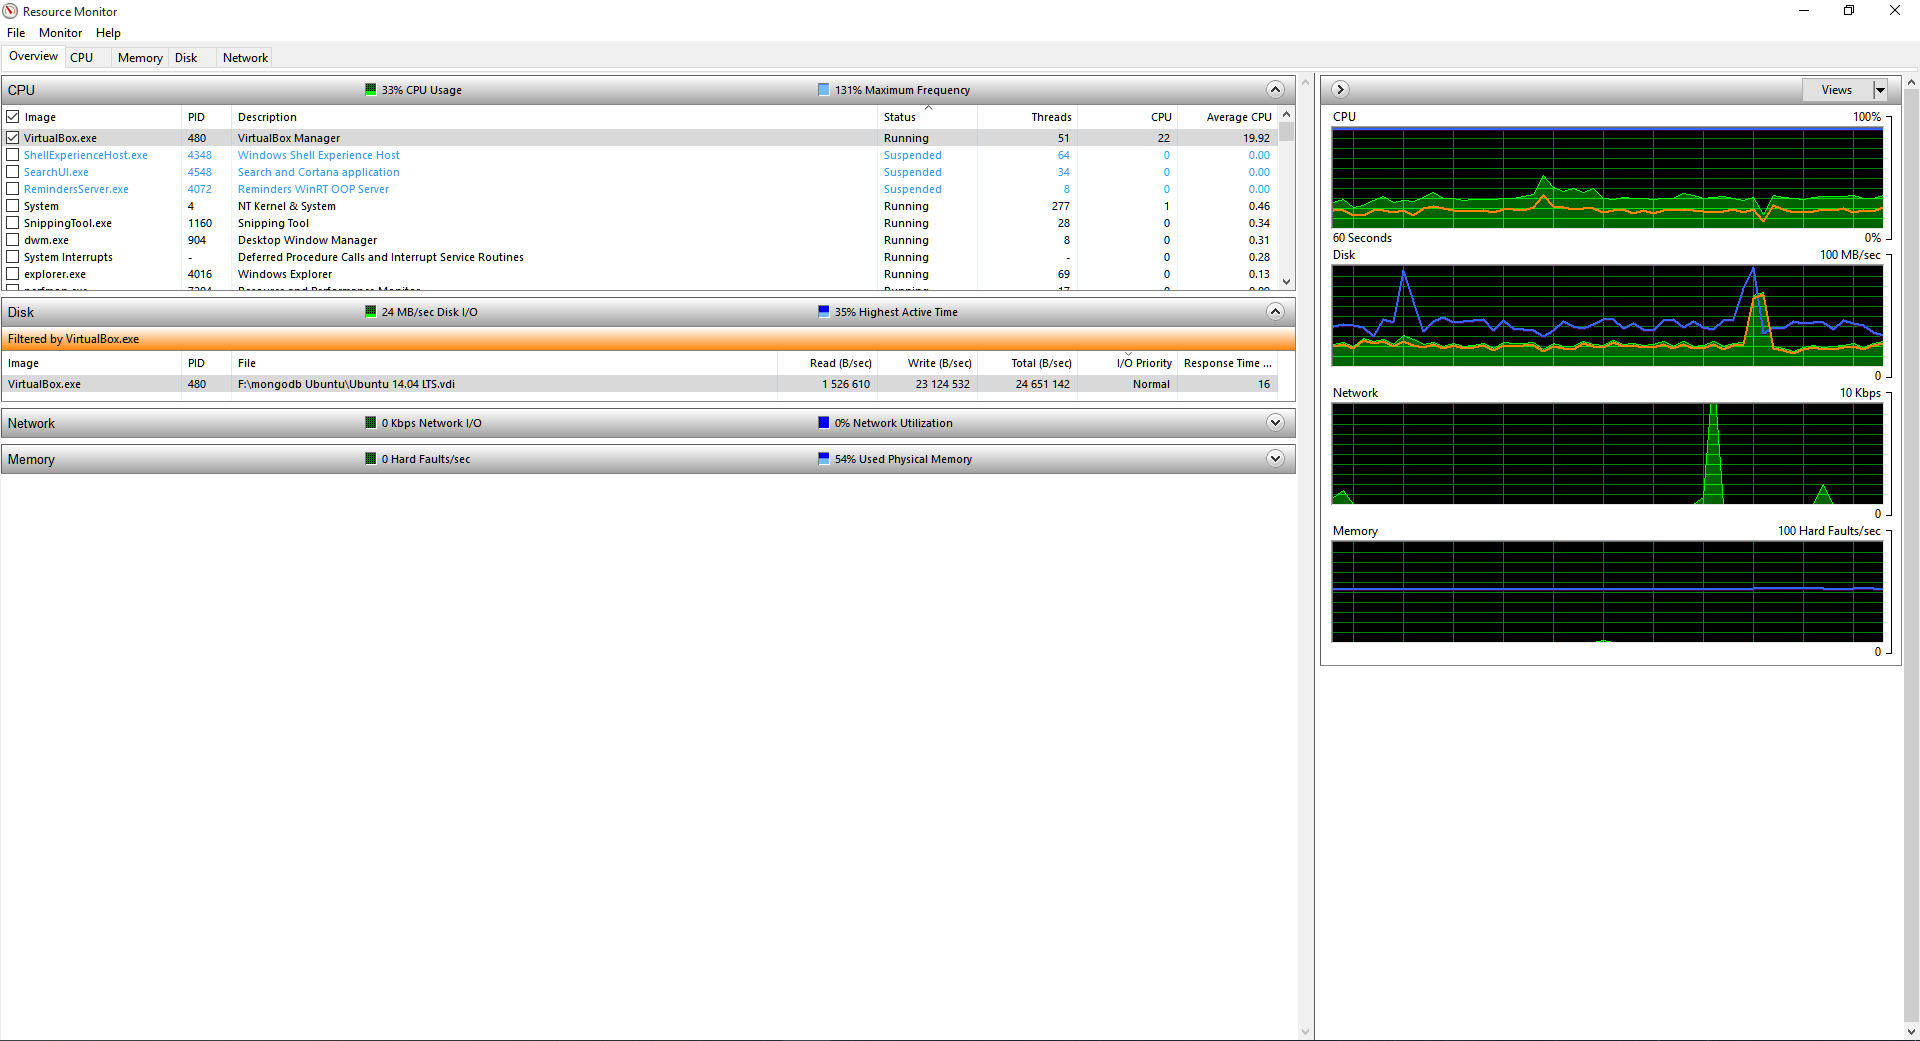 Resource Monitor
File Monitor Help
Overview CPU Memory Disk Network
CPU 33% CPU Usage 131% Maximum Frequency
Image PID Description Status Threads CPU Average CPU
VirtualBox.exe 480 VirtualBox Manager Running 51 22 19.92
ShellExperienceHost.exe 4348 Windows Shell Experience Host Suspended 64 0 0.00
SearchUI.exe 4548 Search and Cortana application Suspended 34 0 0.00
RemindersServer.exe 4072 Reminders WinRT OOP Server Suspended 8 0 0.00
System 4 NT Kernel & System Running 277 1 0.46
SnippingTool.exe 1160 Snipping Tool Running 28 0 0.34
dwm.exe 904 Desktop Window Manager Running 8 0 0.31
System Interrupts - Deferred Procedure Calls and Interrupt Service Routines Running - 0 0.28
explorer.exe 4016 Windows Explorer Running 69 0 0.13
Disk 24 MB/sec Disk I/O 35% Highest Active Time
Filtered by VirtualBox.exe
Image PID File Read (B/sec) Write (B/sec) Total (B/sec) I/O Priority Response Time ...
VirtualBox.exe 480 F:\mongodb Ubuntu\Ubuntu 14.04 LTS.vdi 1 526 610 23 124 532 24 651 142 Normal 16
Network 0 Kbps Network I/O 0% Network Utilization
Memory 0 Hard Faults/sec 54% Used Physical Memory
Views
CPU 100%
60 Seconds 0%
Disk 100 MB/sec
0
Network 10 Kbps
0
Memory 100 Hard Faults/sec
0